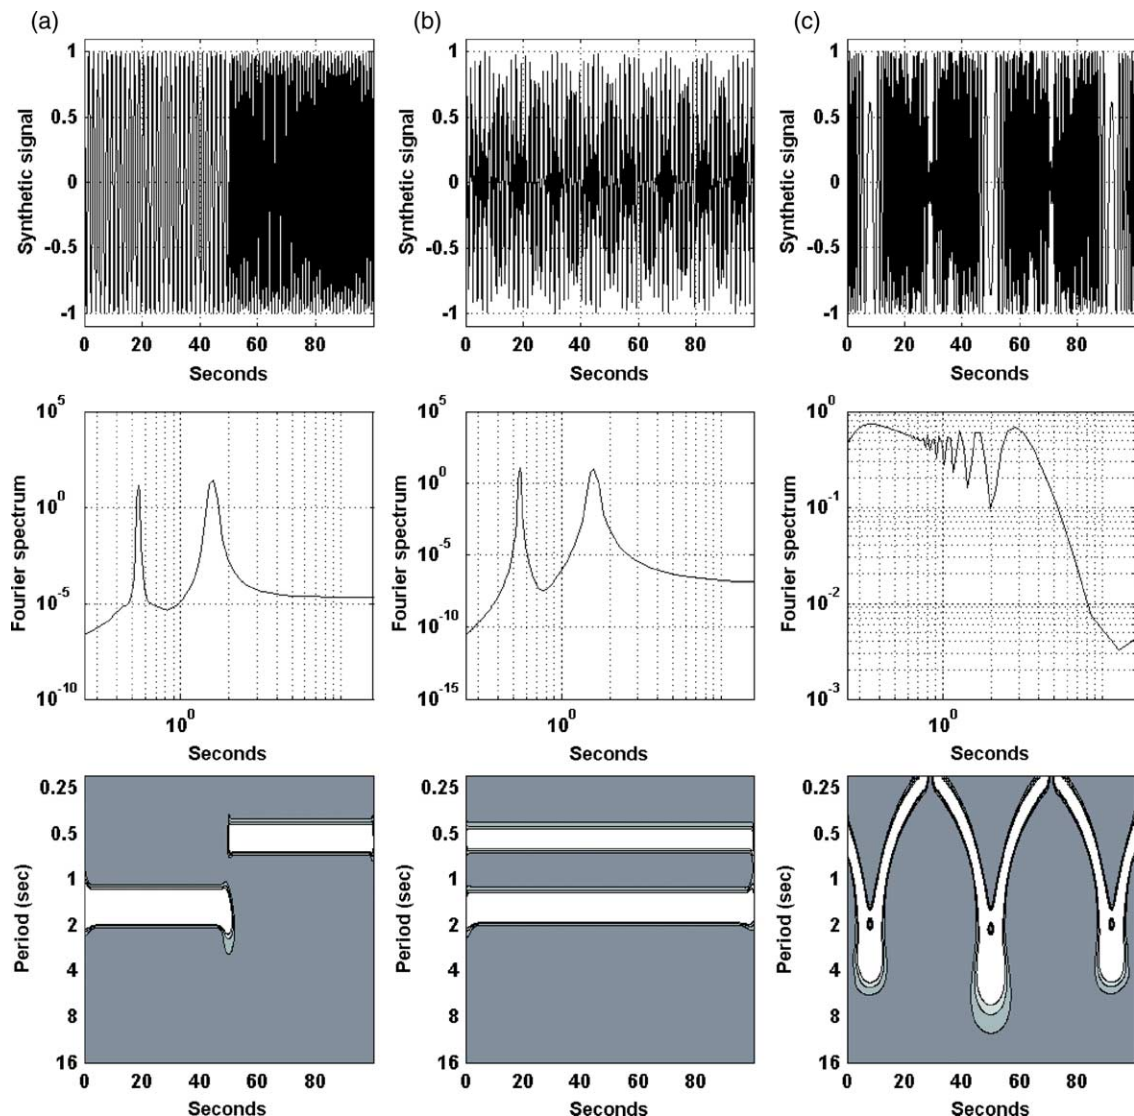 (a) (b) (c)
Synthetic signal
1
0.5
0
-0.5
-1
0 20 40 60 80
Seconds
Synthetic signal
1
0.5
0
-0.5
-1
0 20 40 60 80
Seconds
Synthetic signal
1
0.5
0
-0.5
-1
0 20 40 60 80
Seconds
Fourier spectrum
10^5
10^0
10^-5
10^-10
10^0
Seconds
Fourier spectrum
10^5
10^0
10^-5
10^-10
10^-15
10^0
Seconds
Fourier spectrum
10^0
10^-1
10^-2
10^-3
10^0
Seconds
Period (sec)
0.25
0.5
1
2
4
8
16
0 20 40 60 80
Seconds
Period (sec)
0.25
0.5
1
2
4
8
16
0 20 40 60 80
Seconds
Period (sec)
0.25
0.5
1
2
4
8
16
0 20 40 60 80
Seconds